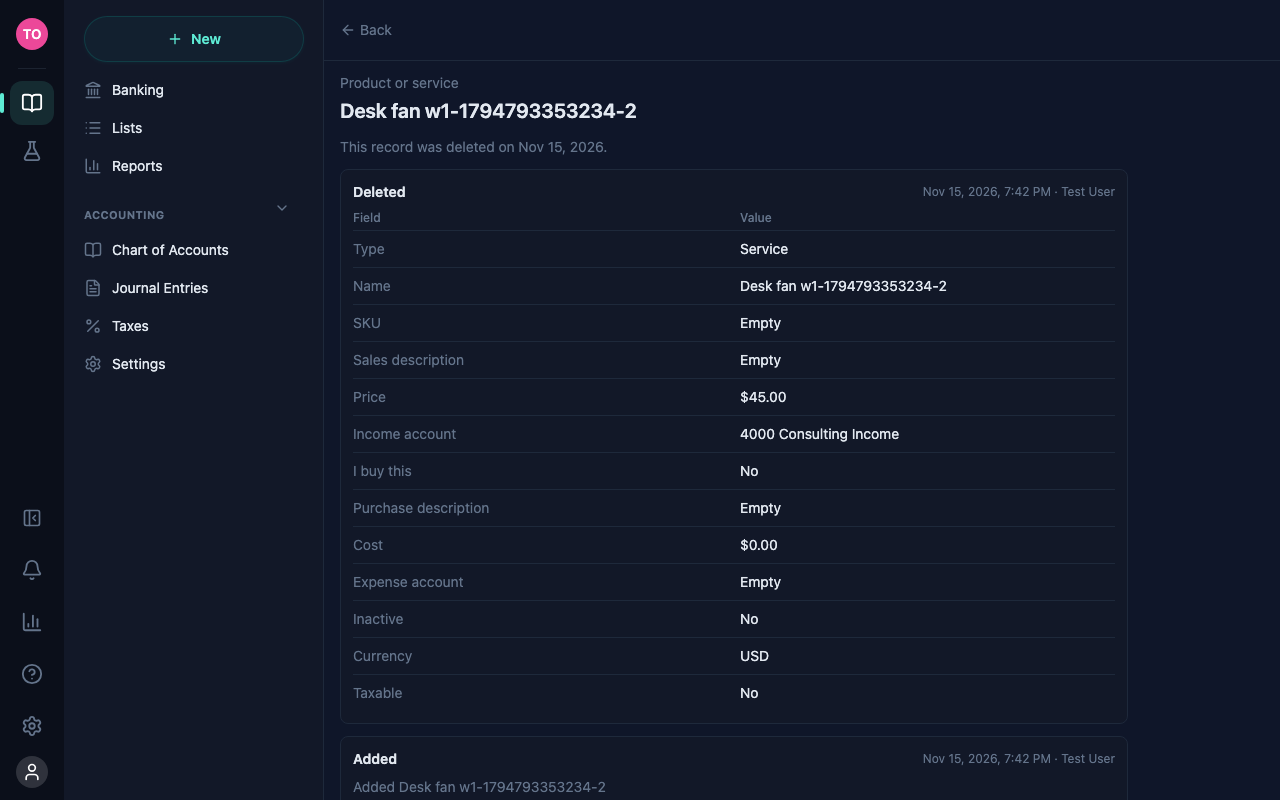 TO
New
Banking
Lists
Reports
ACCOUNTING
Chart of Accounts
Journal Entries
Taxes
Settings
Back
Product or service
Desk fan w1-1794793353234-2
This record was deleted on Nov 15, 2026.
Deleted Nov 15, 2026, 7:42 PM · Test User
Field Value
Type Service
Name Desk fan w1-1794793353234-2
SKU Empty
Sales description Empty
Price $45.00
Income account 4000 Consulting Income
I buy this No
Purchase description Empty
Cost $0.00
Expense account Empty
Inactive No
Currency USD
Taxable No
Added Nov 15, 2026, 7:42 PM · Test User
Added Desk fan w1-1794793353234-2